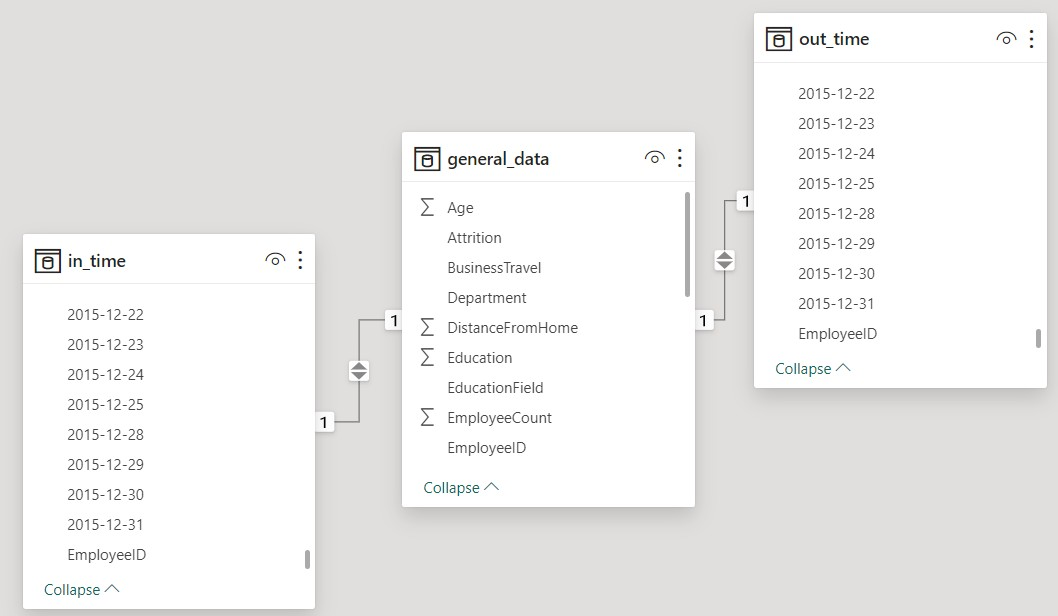 in_time
2015-12-22
2015-12-23
2015-12-24
2015-12-25
2015-12-28
2015-12-29
2015-12-30
2015-12-31
EmployeeID
Collapse
1
1
general_data
Σ Age
Attrition
BusinessTravel
Department
Σ DistanceFromHome
Σ Education
EducationField
Σ EmployeeCount
EmployeeID
Collapse
1
1
out_time
2015-12-22
2015-12-23
2015-12-24
2015-12-25
2015-12-28
2015-12-29
2015-12-30
2015-12-31
EmployeeID
Collapse